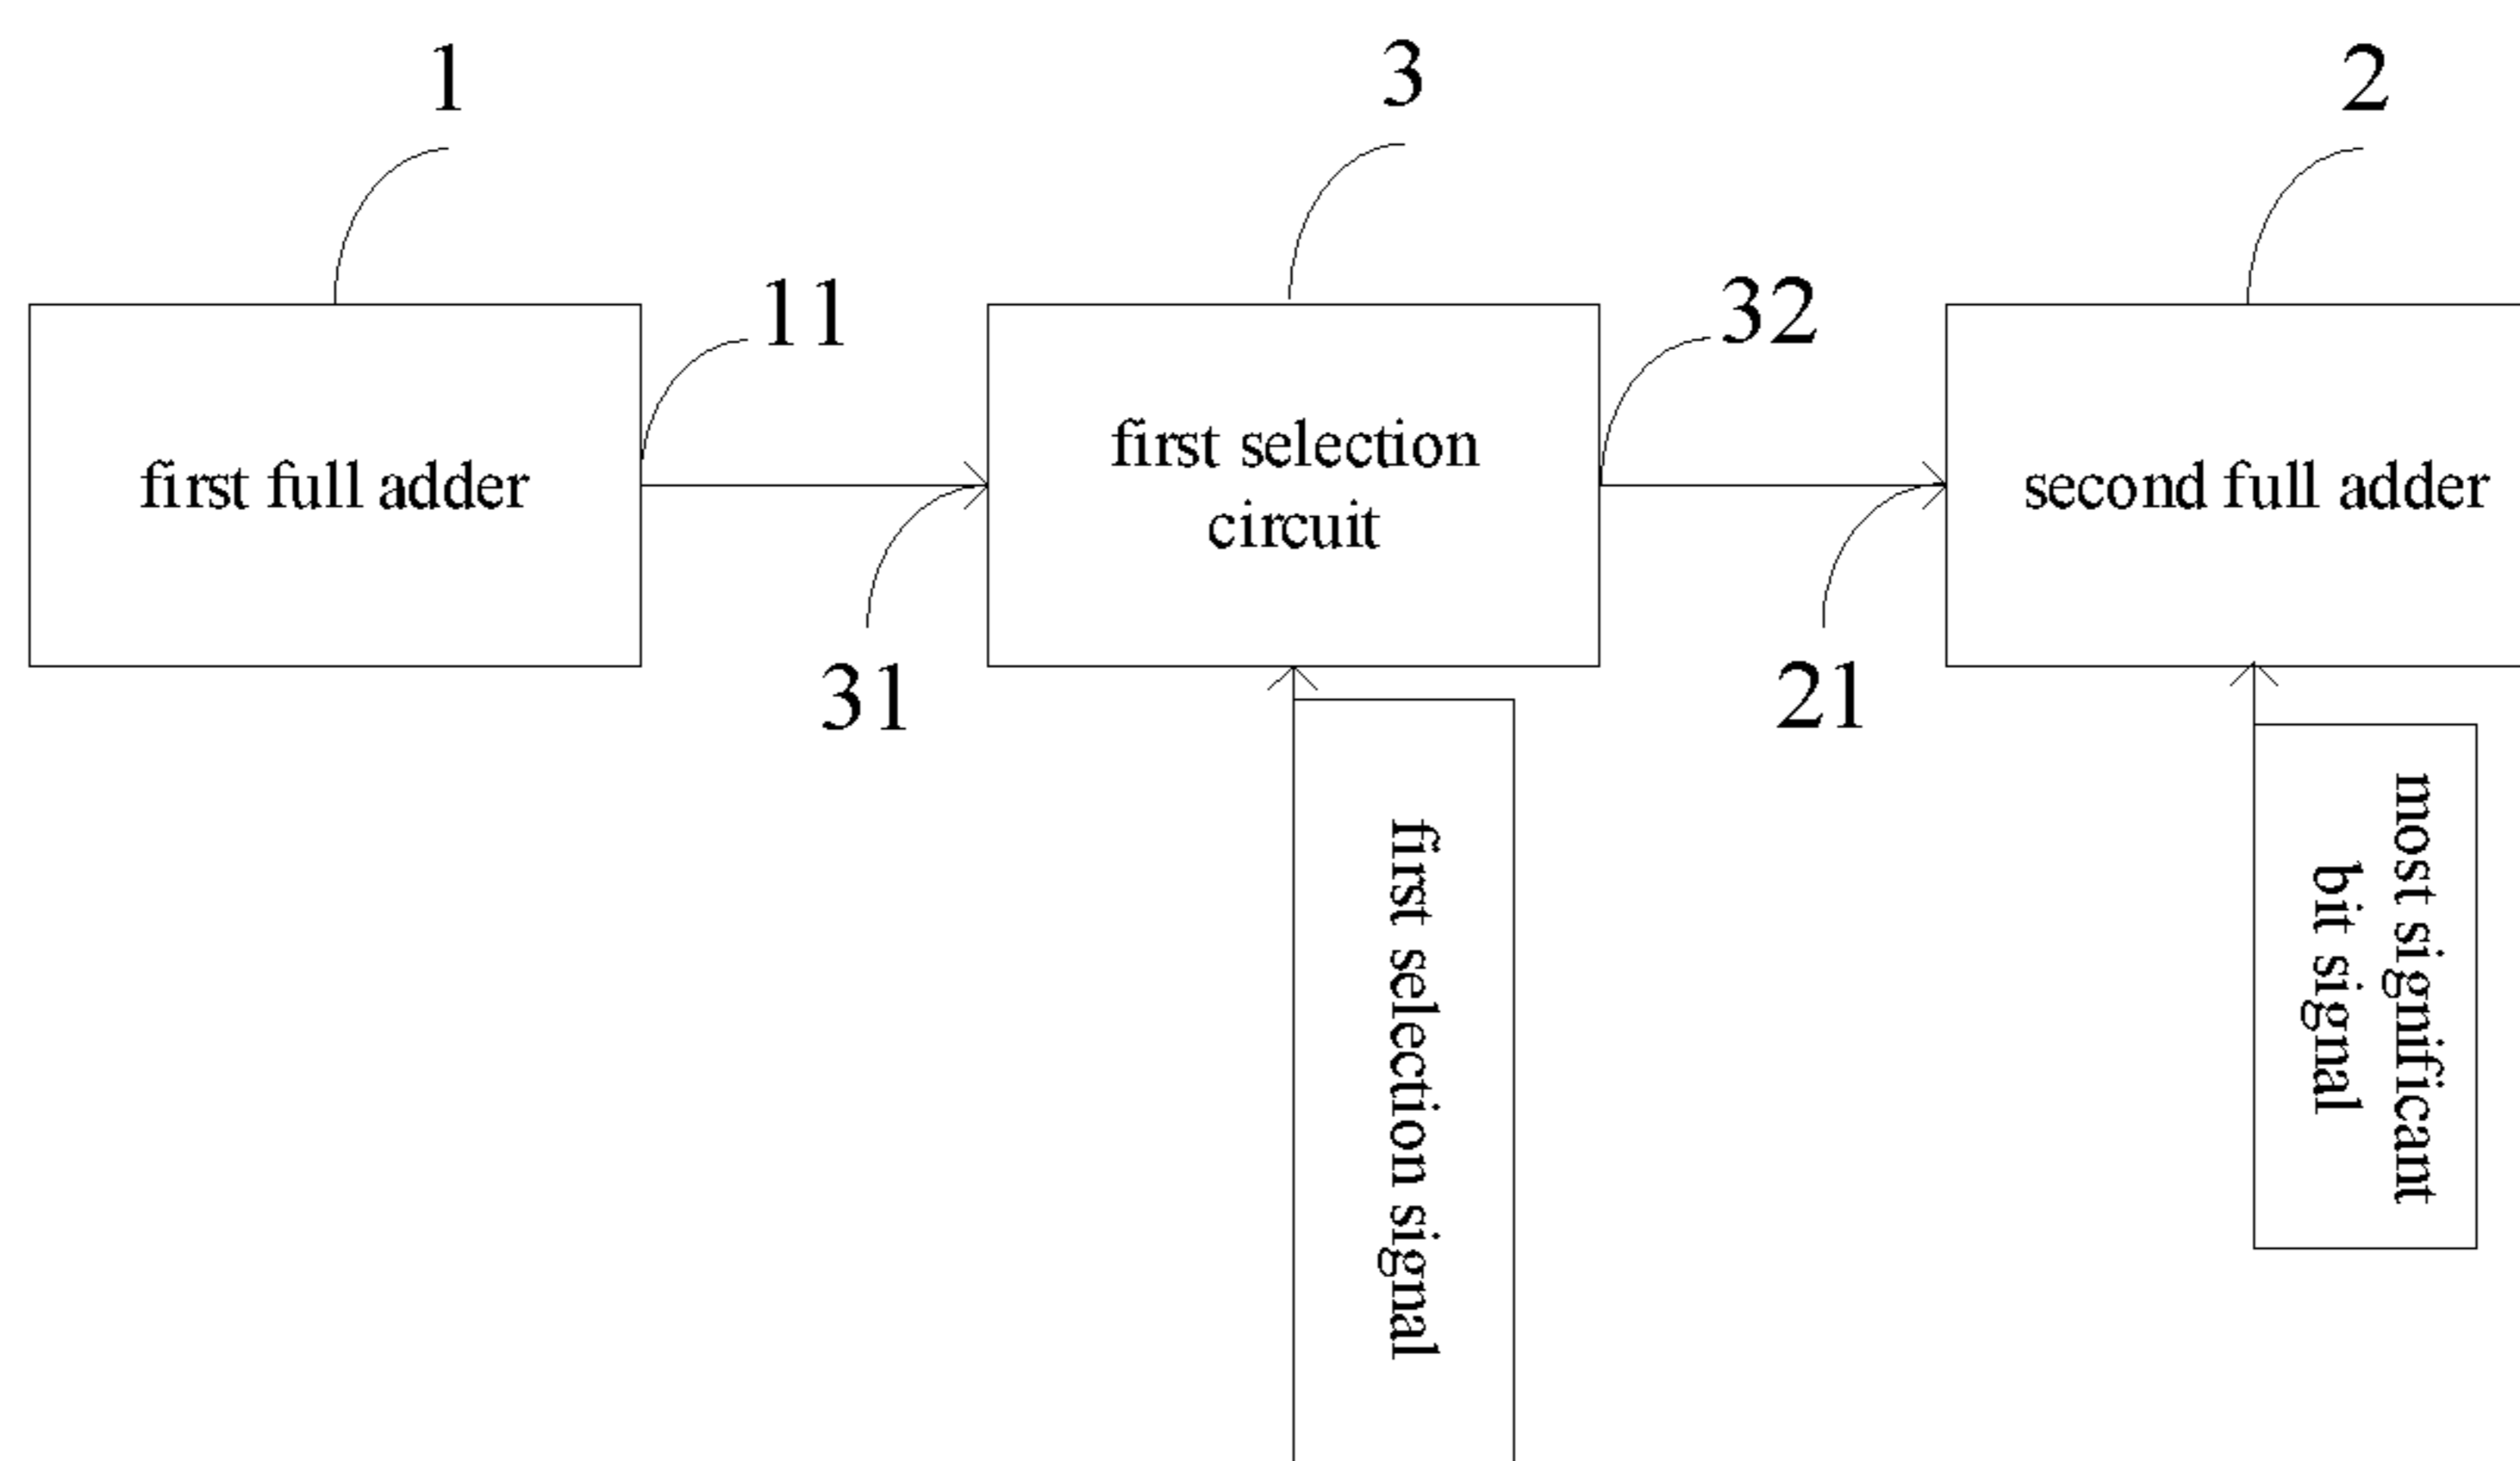 1
3
2
11
32
first full adder
first selection
circuit
second full adder
31
21
first selection signal
most significant
bit signal